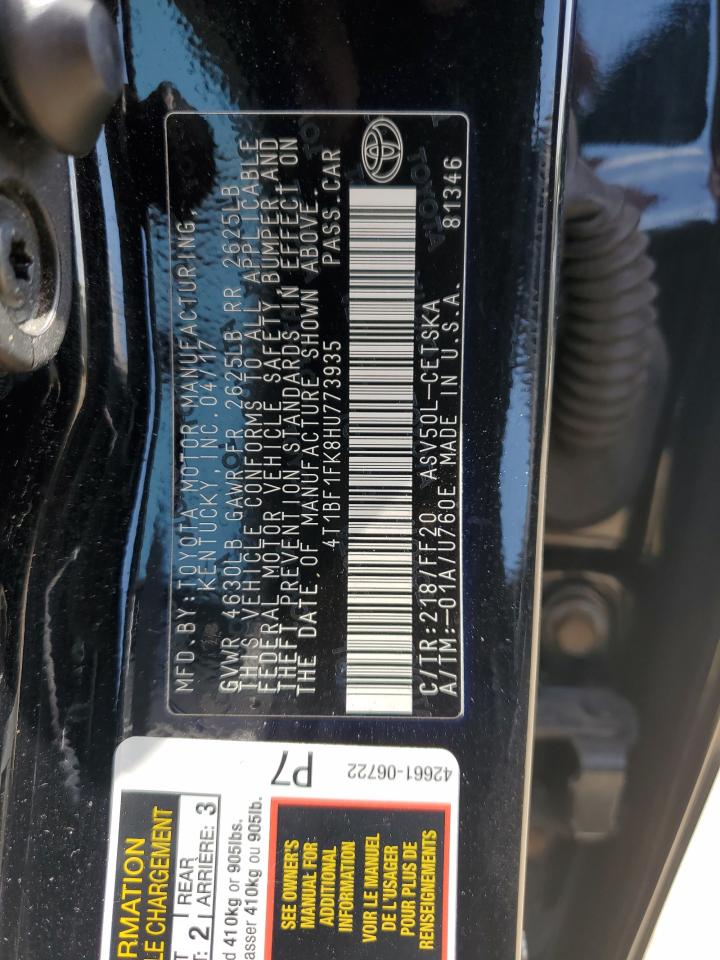 MFD.BY:TOYOTA MOTOR MANUFACTURING,
KENTUCKY, INC. 04/17
GVWR 4630LB GAWR FR 2625LB RR 2625LB
THIS VEHICLE CONFORMS TO ALL APPLICABLE
FEDERAL MOTOR VEHICLE SAFETY, BUMPER, AND
THEFT PREVENTION STANDARDS IN EFFECT ON
THE DATE OF MANUFACTURE SHOWN ABOVE.
4T1BF1FK8HU773935 PASS. CAR
TOYOTA
C/TR:218/FF20 ASV50L-CETSKA
A/TM:-01A/U760E MADE IN U.S.A. 81346
P7
42661-06722
RMATION
LE CHARGEMENT
2 REAR 3
ARRIÈRE:
d 410kg or 905lbs.
asser 410kg ou 905lb.
SEE OWNER'S
MANUAL FOR
ADDITIONAL
INFORMATION
VOIR LE MANUEL
DE L'USAGER
POUR PLUS DE
RENSEIGNEMENTS